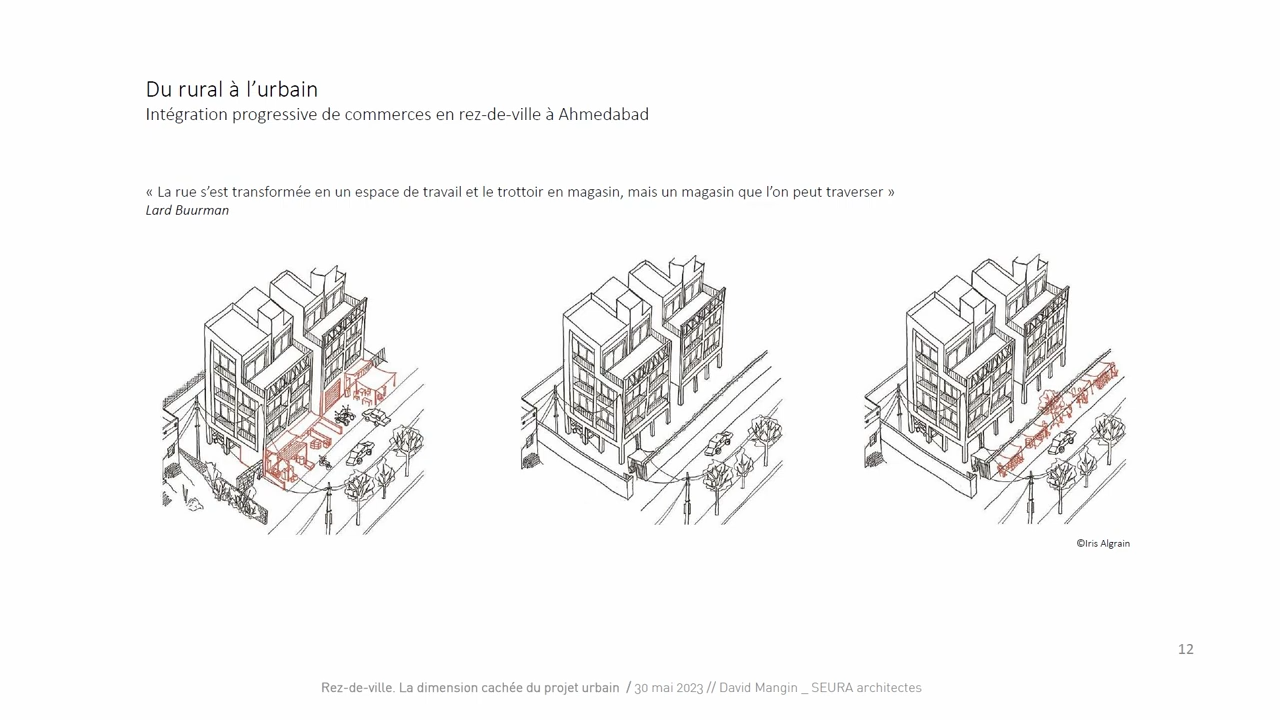 Du rural à l’urbain
Intégration progressive de commerces en rez-de-ville à Ahmedabad
« La rue s’est transformée en un espace de travail et le trottoir en magasin, mais un magasin que l’on peut traverser »
Lard Buurman
©Iris Algrain
12
Rez-de-ville. La dimension cachée du projet urbain / 30 mai 2023 // David Mangin _ SEURA architectes